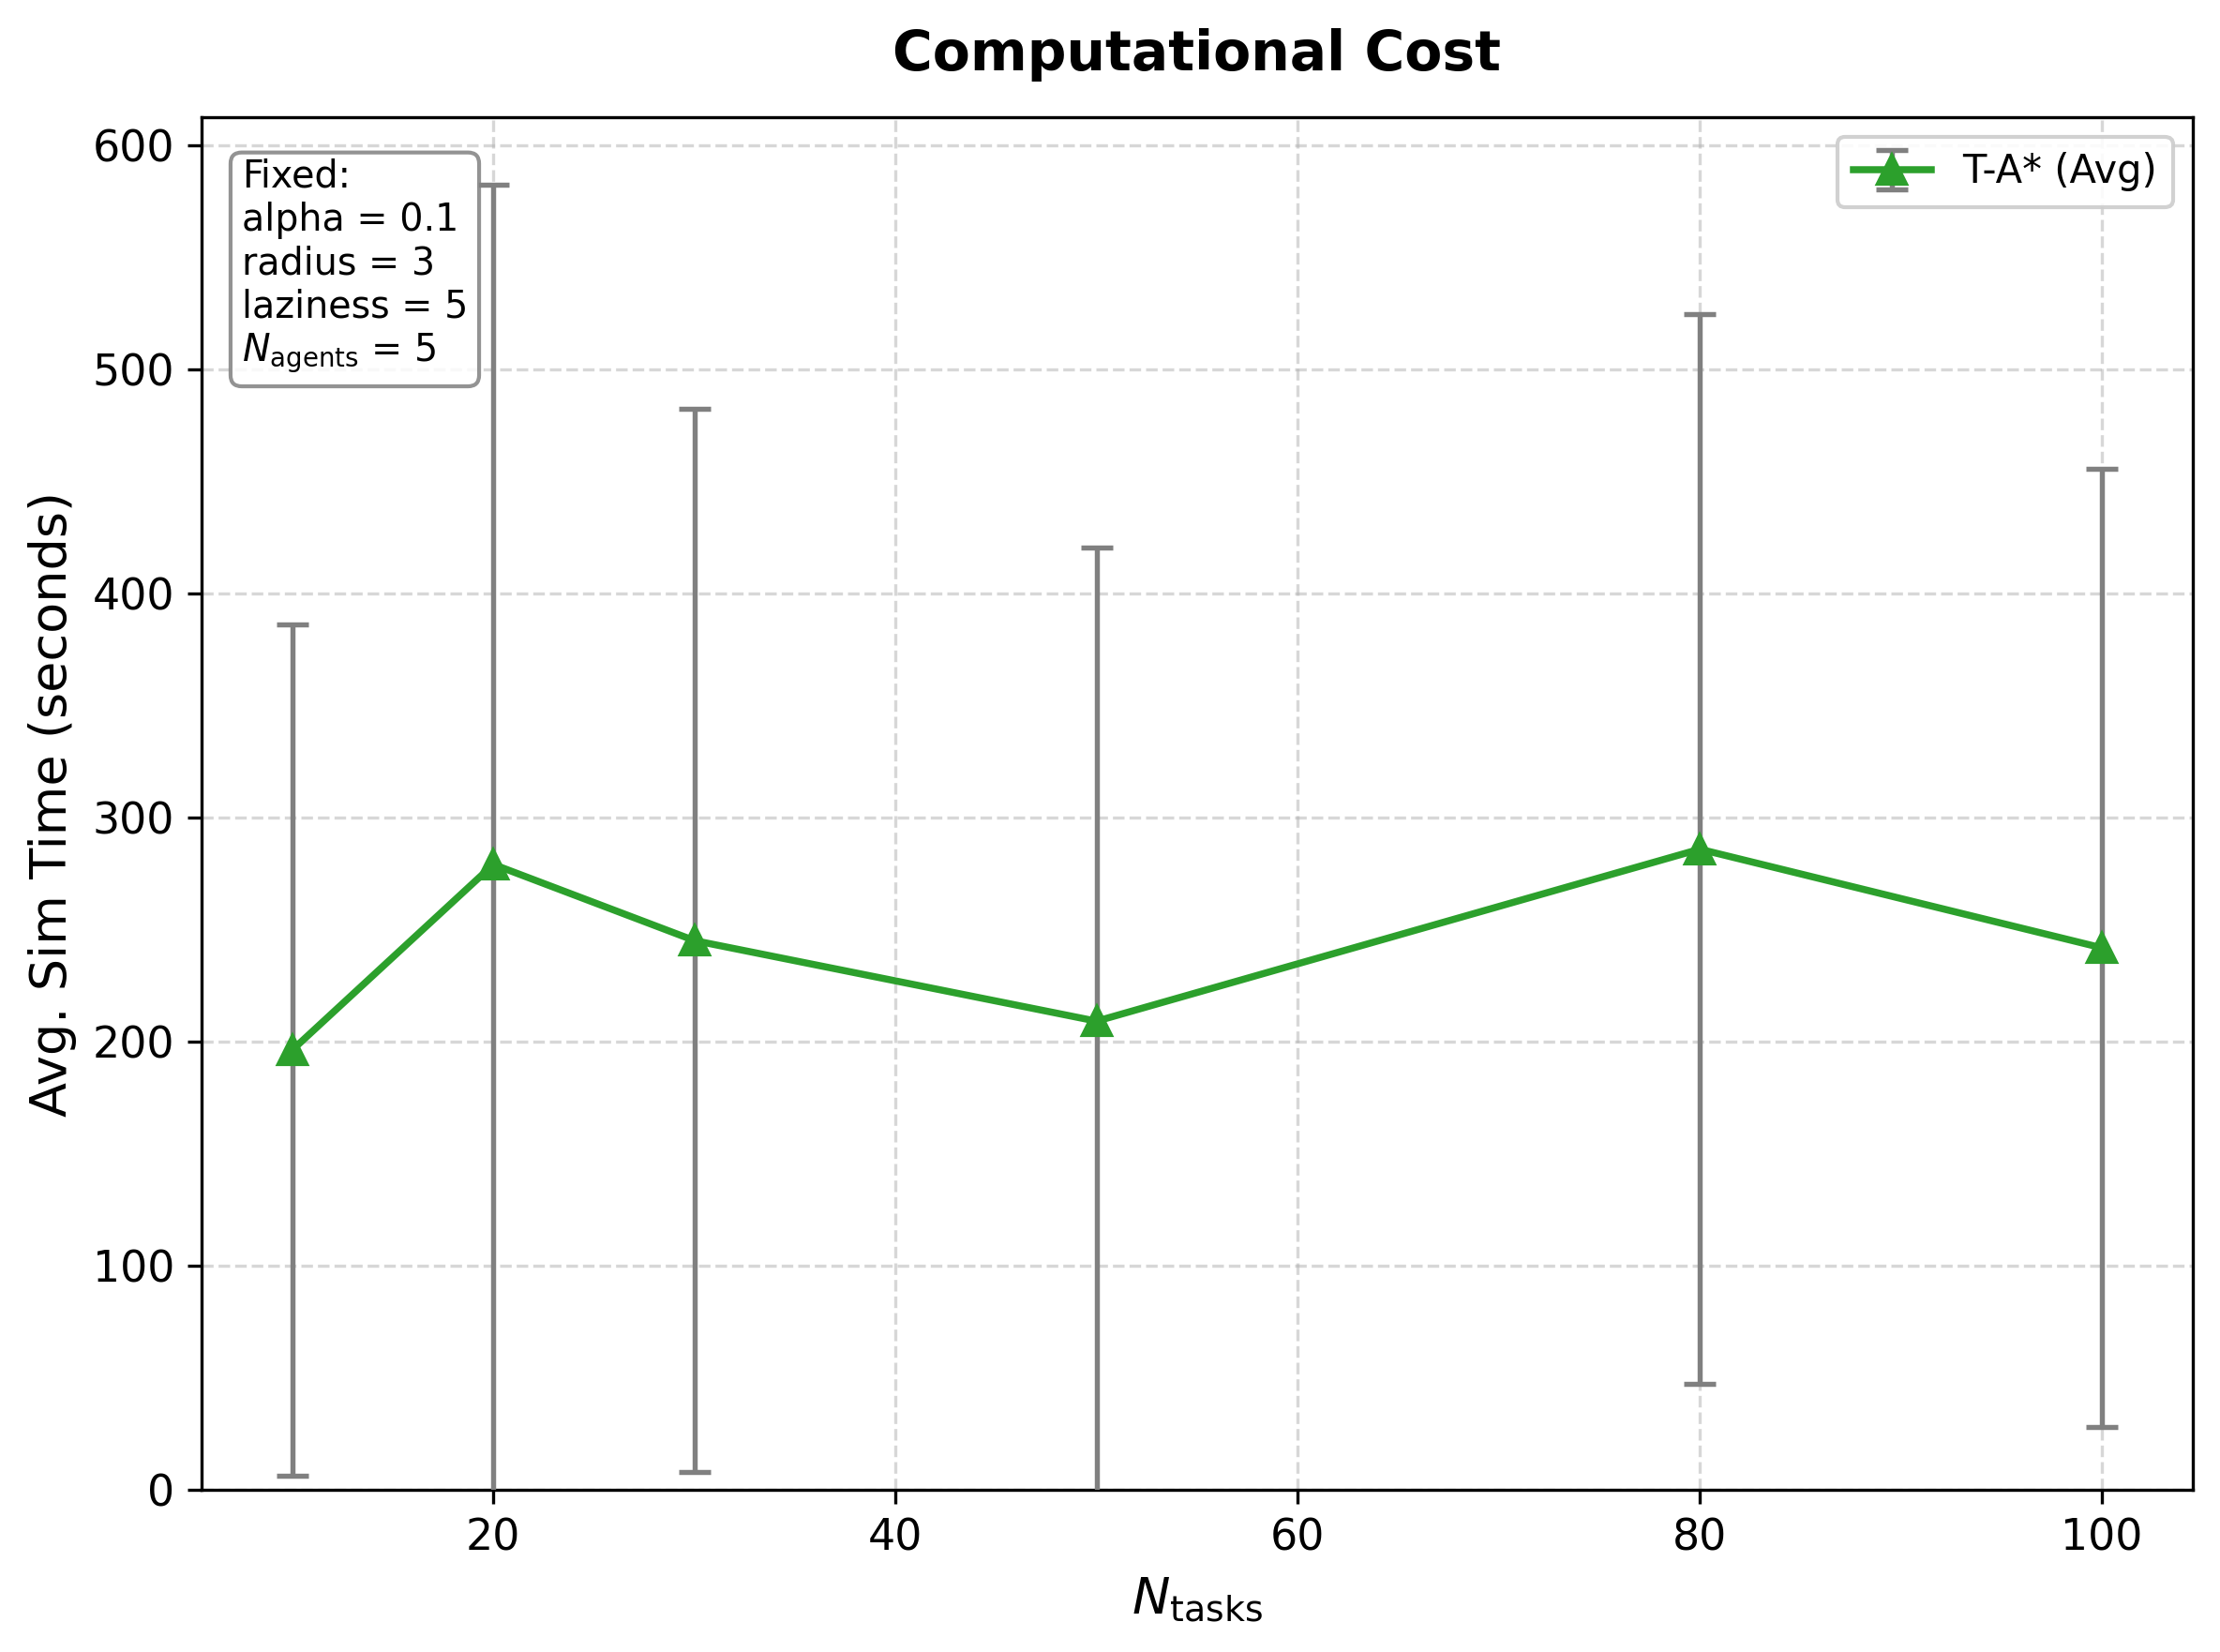 Computational Cost
600
500
400
300
200
100
0
Avg. Sim Time (seconds)
Fixed:
alpha = 0.1
radius = 3
laziness = 5
N_agents = 5
T-A* (Avg)
20 40 60 80 100
N_tasks